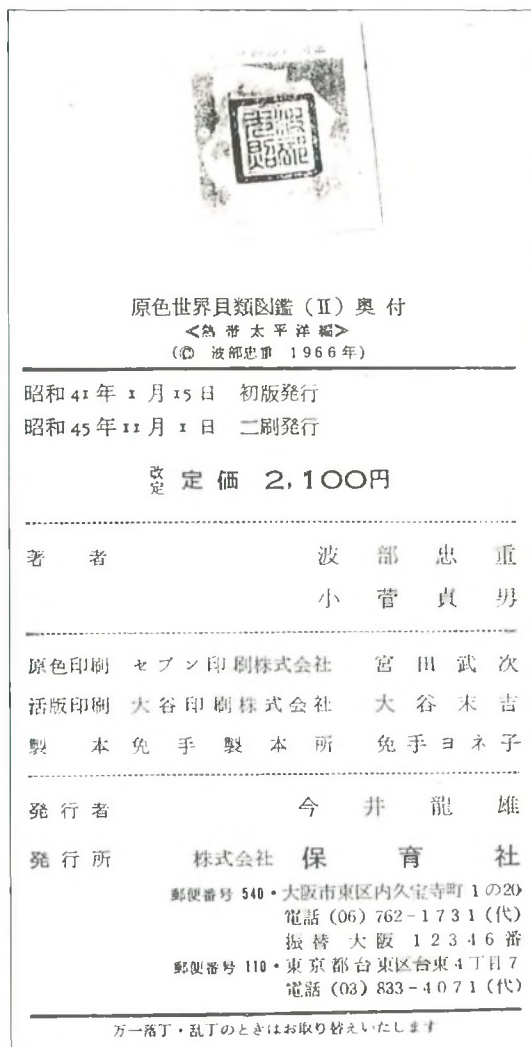 原色世界貝類図鑑（Ⅱ）奥付
＜熱帯太平洋編＞
（© 波部忠重 1966年）
昭和41年1月15日 初版発行
昭和45年11月1日 二刷発行
改定 定価 2,100円
著者 波部忠重
小菅貞男
原色印刷 セブン印刷株式会社 宮田武次
活版印刷 大谷印刷株式会社 大谷末吉
製本 免手製本所 免手ヨネ子
発行者 今井龍雄
発行所 株式会社 保育社
郵便番号 540・大阪市東区内久宝寺町1の20
電話 (06) 762-1731 (代)
振替 大阪 12346番
郵便番号 110・東京都台東区台東4丁目7
電話 (03) 833-4071 (代)
万一落丁・乱丁のときはお取り替えいたします